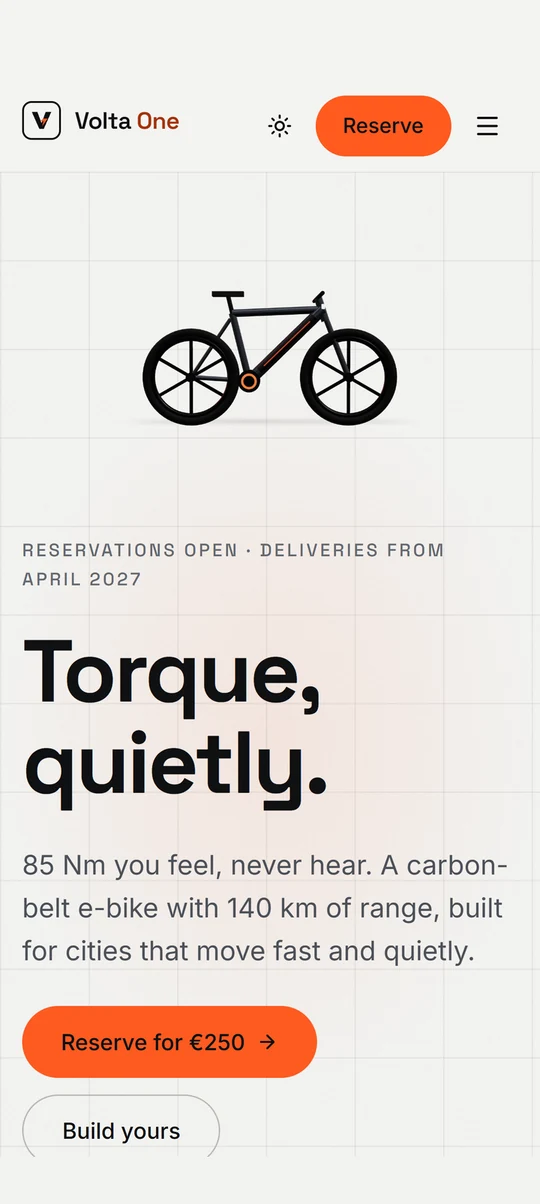 V
Volta One
Reserve
RESERVATIONS OPEN · DELIVERIES FROM
APRIL 2027
Torque,
quietly.
85 Nm you feel, never hear. A carbon-
belt e-bike with 140 km of range, built
for cities that move fast and quietly.
Reserve for €250 →
Build yours